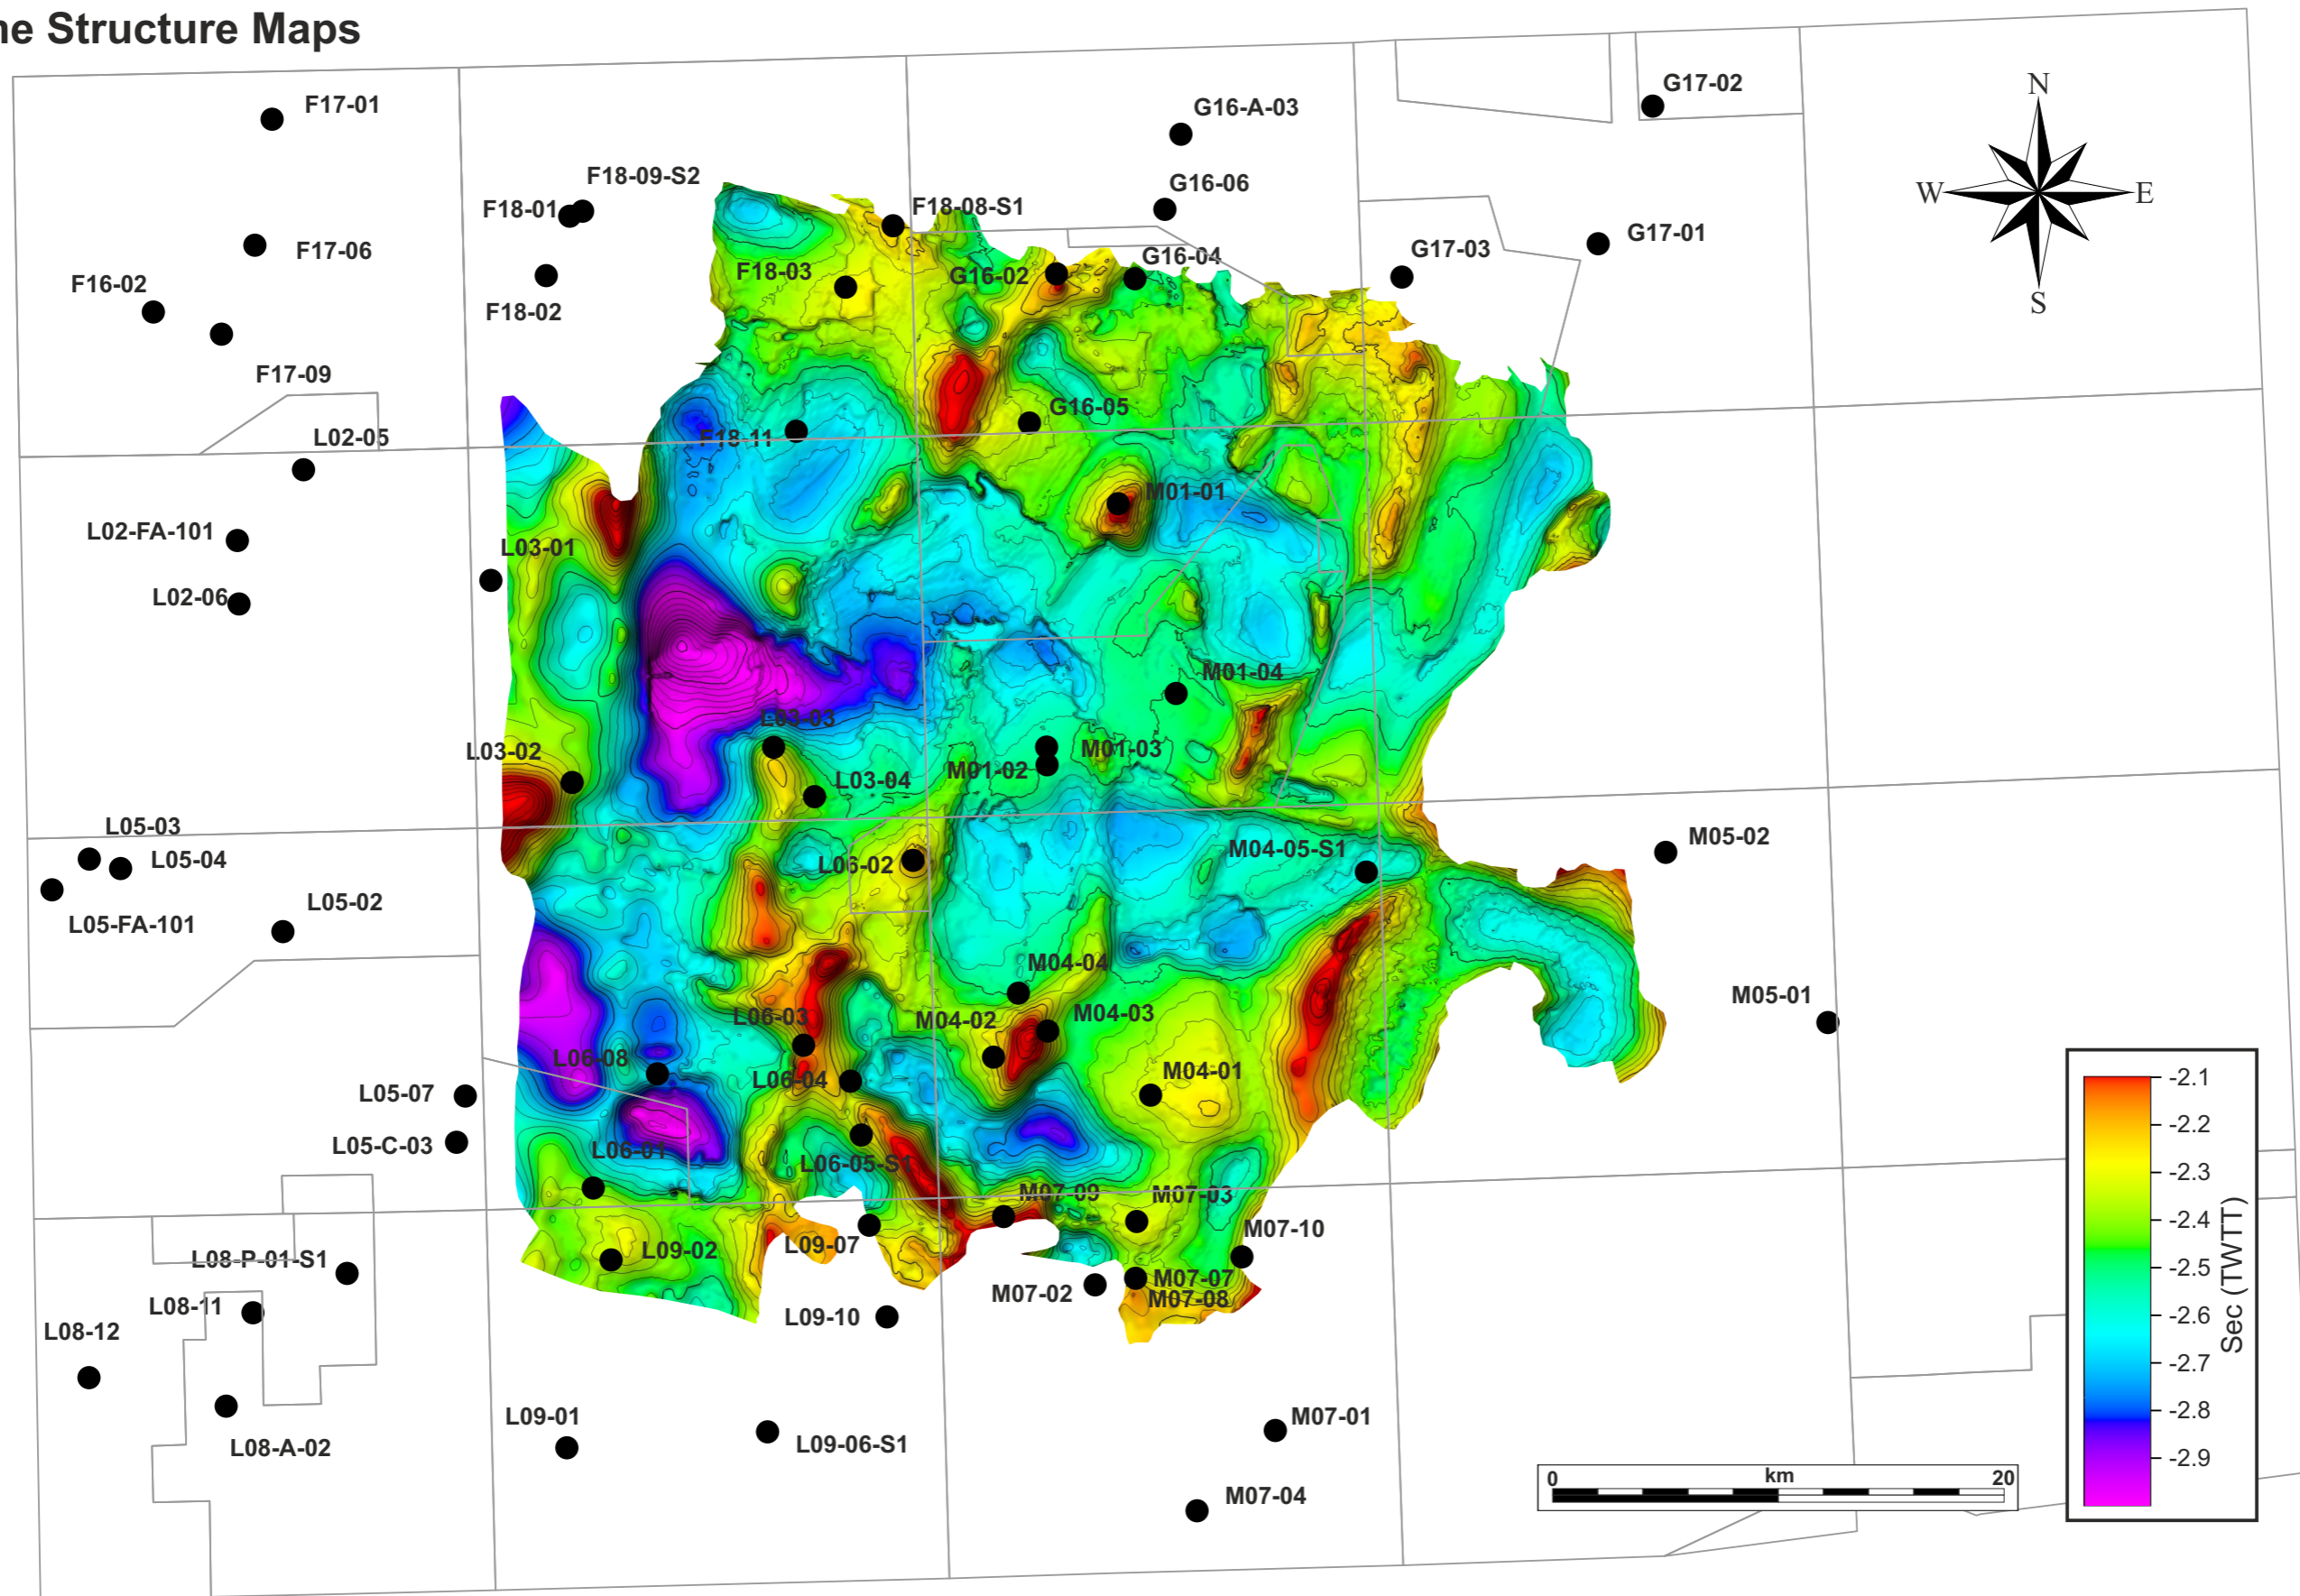 ne Structure Maps
F17-01
G17-02
G16-A-03
N
F18-09-S2
G16-06
W
E
F18-01
F18-08-S1
G17-01
F17-06
G17-03
G16-04
F18-03
G16-02
F16-02
S
F18-02
F17-09
G16-05
L02-05
F18-11
M01-01
L02-FA-101
L03-01
L02-06
M01-04
L03-03
M01-03
L03-02
M01-02
L03-04
L05-03
M05-02
M04-05-S1
L05-04
L06-02
L05-02
L05-FA-101
M04-04
M05-01
M04-03
L06-03
M04-02
L06-08
M04-01
L06-04
-2.1
L05-07
-2.2
L05-C-03
L06-01
L06-05-S1
-2.3
M07-09
M07-03
-2.4
M07-10
L09-07
L09-02
L08-P-01-S1
-2.5
M07-07
M07-02
M07-08
L08-11
L09-10
-2.6
Sec (TWTT)
L08-12
-2.7
-2.8
L09-01
M07-01
L09-06-S1
L08-A-02
-2.9
0
km
20
M07-04